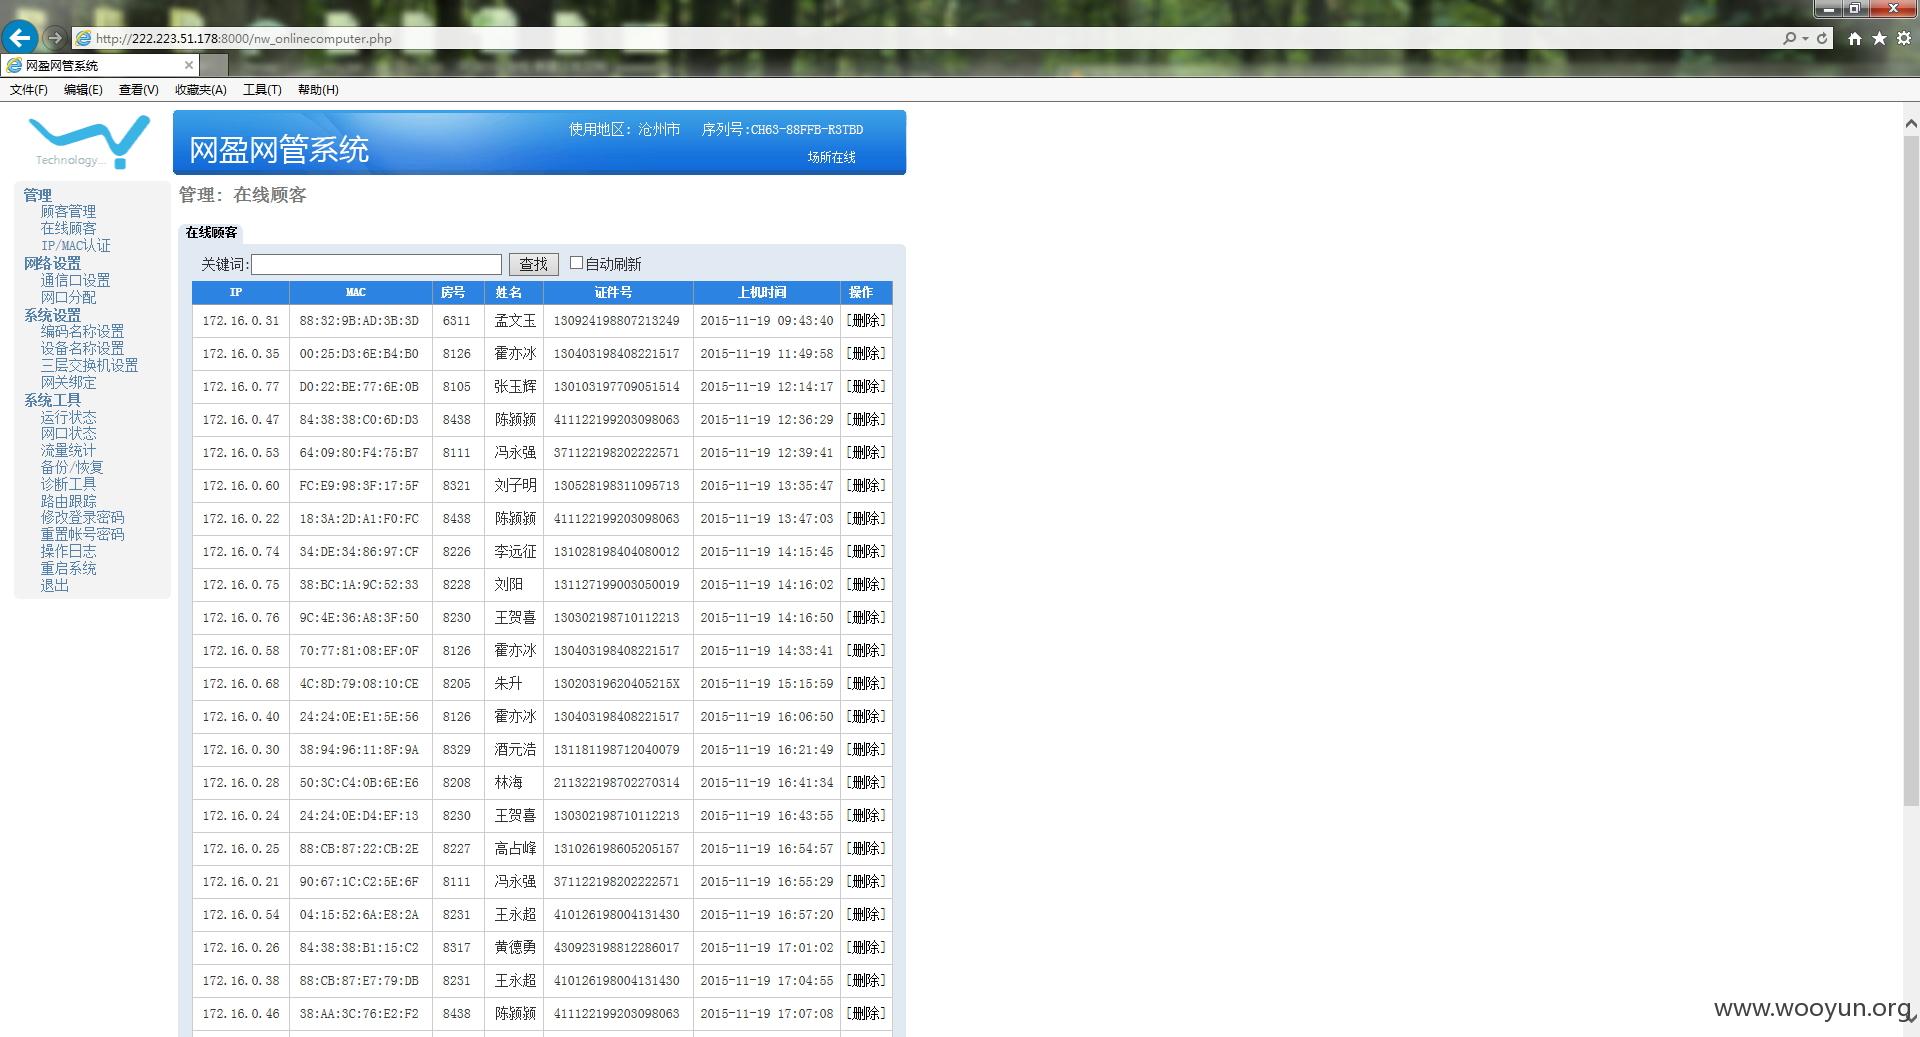 http://222.223.51.178:8000/nw_onlinecomputer.php
网盈网管系统
文件(F) 编辑(E) 查看(V) 收藏夹(A) 工具(T) 帮助(H)
Technology...
网盈网管系统
使用地区: 沧州市 序列号:CH63-88FFB-R3TBD
场所在线
管理
顾客管理
在线顾客
IP/MAC认证
网络设置
通信口设置
网口分配
系统设置
编码名称设置
设备名称设置
三层交换机设置
网关绑定
系统工具
运行状态
网口状态
流量统计
备份/恢复
诊断工具
路由跟踪
修改登录密码
重置帐号密码
操作日志
重启系统
退出
管理: 在线顾客
在线顾客
关键词: 查找 自动刷新
IP MAC 房号 姓名 证件号 上机时间 操作
172.16.0.31 88:32:9B:AD:3B:3D 6311 孟文玉 130924198807213249 2015-11-19 09:43:40 [删除]
172.16.0.35 00:25:D3:6E:B4:B0 8126 霍亦冰 130403198408221517 2015-11-19 11:49:58 [删除]
172.16.0.77 D0:22:BE:77:6E:0B 8105 张玉辉 130103197709051514 2015-11-19 12:14:17 [删除]
172.16.0.47 84:38:38:C0:6D:D3 8438 陈颍颍 411122199203098063 2015-11-19 12:36:29 [删除]
172.16.0.53 64:09:80:F4:75:B7 8111 冯永强 371122198202222571 2015-11-19 12:39:41 [删除]
172.16.0.60 FC:E9:98:3F:17:5F 8321 刘子明 130528198311095713 2015-11-19 13:35:47 [删除]
172.16.0.22 18:3A:2D:A1:F0:FC 8438 陈颍颍 411122199203098063 2015-11-19 13:47:03 [删除]
172.16.0.74 34:DE:34:86:97:CF 8226 李远征 131028198404080012 2015-11-19 14:15:45 [删除]
172.16.0.75 38:BC:1A:9C:52:33 8228 刘阳 131127199003050019 2015-11-19 14:16:02 [删除]
172.16.0.76 9C:4E:36:A8:3F:50 8230 王贺喜 130302198710112213 2015-11-19 14:16:50 [删除]
172.16.0.58 70:77:81:08:EF:0F 8126 霍亦冰 130403198408221517 2015-11-19 14:33:41 [删除]
172.16.0.68 4C:8D:79:08:10:CE 8205 朱升 13020319620405215X 2015-11-19 15:15:59 [删除]
172.16.0.40 24:24:0E:E1:5E:56 8126 霍亦冰 130403198408221517 2015-11-19 16:06:50 [删除]
172.16.0.30 38:94:96:11:8F:9A 8329 酒元浩 131181198712040079 2015-11-19 16:21:49 [删除]
172.16.0.28 50:3C:C4:0B:6E:E6 8208 林海 211322198702270314 2015-11-19 16:41:34 [删除]
172.16.0.24 24:24:0E:D4:EF:13 8230 王贺喜 130302198710112213 2015-11-19 16:43:55 [删除]
172.16.0.25 88:CB:87:22:CB:2E 8227 高占峰 131026198605205157 2015-11-19 16:54:57 [删除]
172.16.0.21 90:67:1C:C2:5E:6F 8111 冯永强 371122198202222571 2015-11-19 16:55:29 [删除]
172.16.0.54 04:15:52:6A:E8:2A 8231 王永超 410126198004131430 2015-11-19 16:57:20 [删除]
172.16.0.26 84:38:38:B1:15:C2 8317 黄德勇 430923198812286017 2015-11-19 17:01:02 [删除]
172.16.0.38 88:CB:87:E7:79:DB 8231 王永超 410126198004131430 2015-11-19 17:04:55 [删除]
172.16.0.46 38:AA:3C:76:E2:F2 8438 陈颍颍 411122199203098063 2015-11-19 17:07:08 [删除]
www.wooyun.org